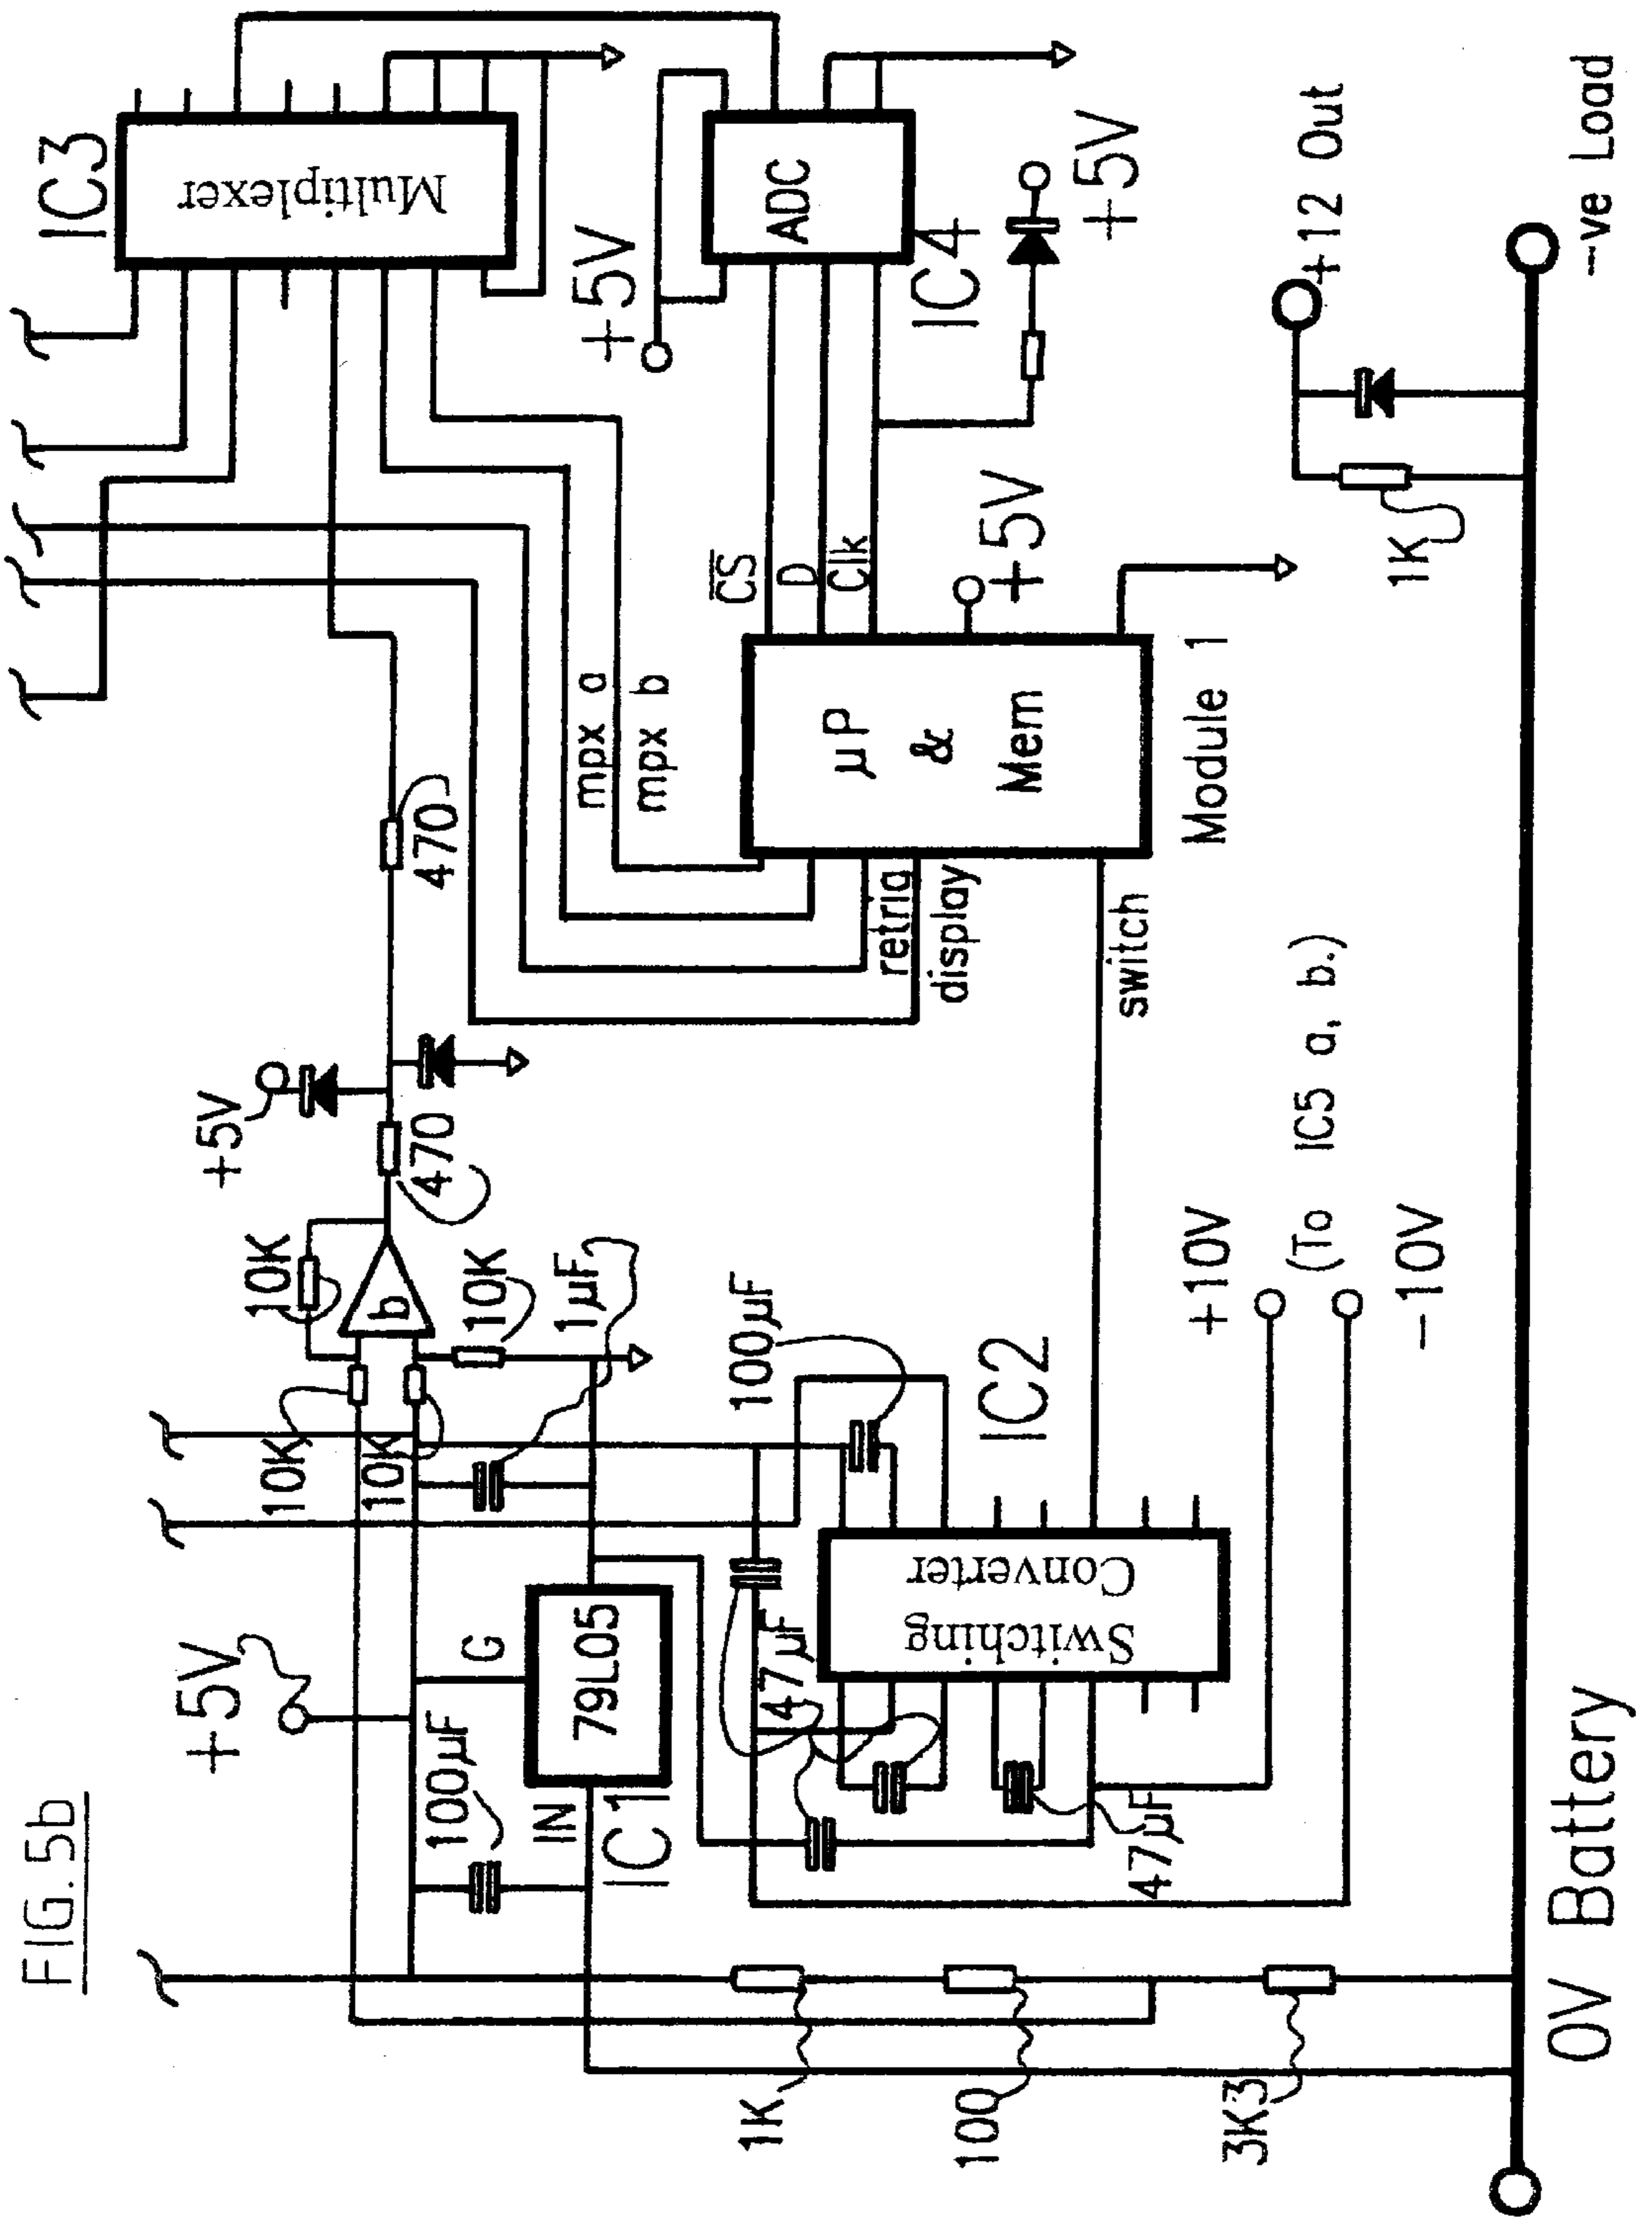 FIG. 5b
IC3
Multiplexer
+5V
ADC
IC4
+5V
+12 Out
-ve Load
1K
CS
D
Clk
+5V
mpx a
mpx b
µP
&
Mem
Module 1
470
retrig
display
switch
+5V
470
10K
b
10K
1µF
10K
10K
100µF
IC2
+10V
(To IC5 a, b.)
-10V
+5V
G
79L05
IN
IC1
100µF
47µF
Switching
Converter
47µF
1K
100
3K3
0V Battery